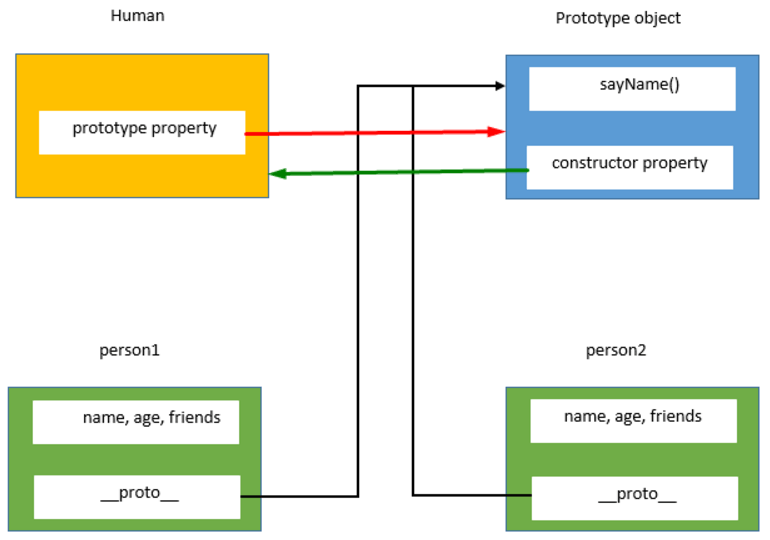 Human
Prototype object
prototype property
sayName()
constructor property
person1
person2
name, age, friends
__proto__
name, age, friends
__proto__